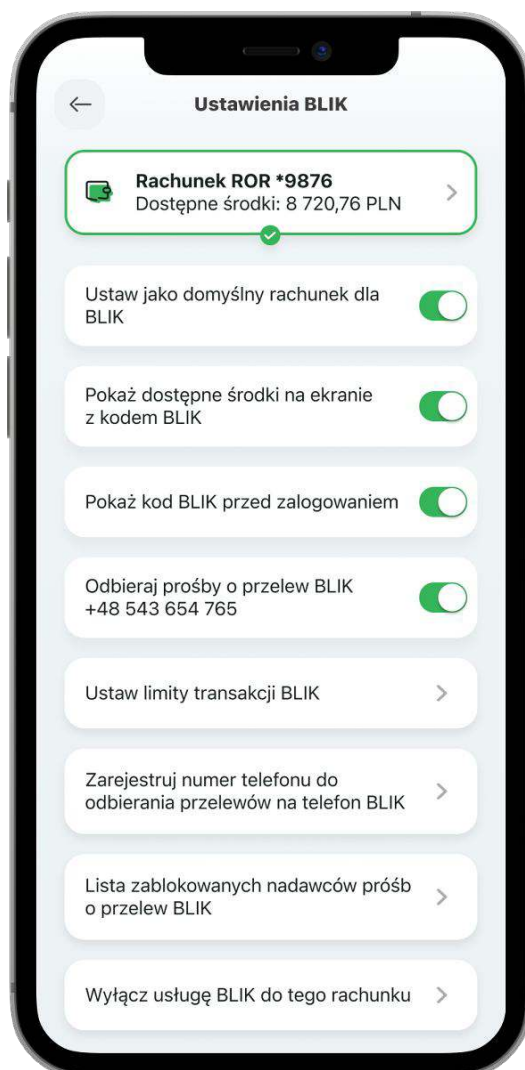 Ustawienia BLIK
Rachunek ROR *9876
Dostępne środki: 8 720,76 PLN
Ustaw jako domyślny rachunek dla
BLIK
Pokaż dostępne środki na ekranie
z kodem BLIK
Pokaż kod BLIK przed zalogowaniem
Odbieraj prośby o przelew BLIK
+48 543 654 765
Ustaw limity transakcji BLIK
Zarejestruj numer telefonu do
odbierania przelewów na telefon BLIK
Lista zablokowanych nadawców próśb
o przelew BLIK
Wyłącz usługę BLIK do tego rachunku